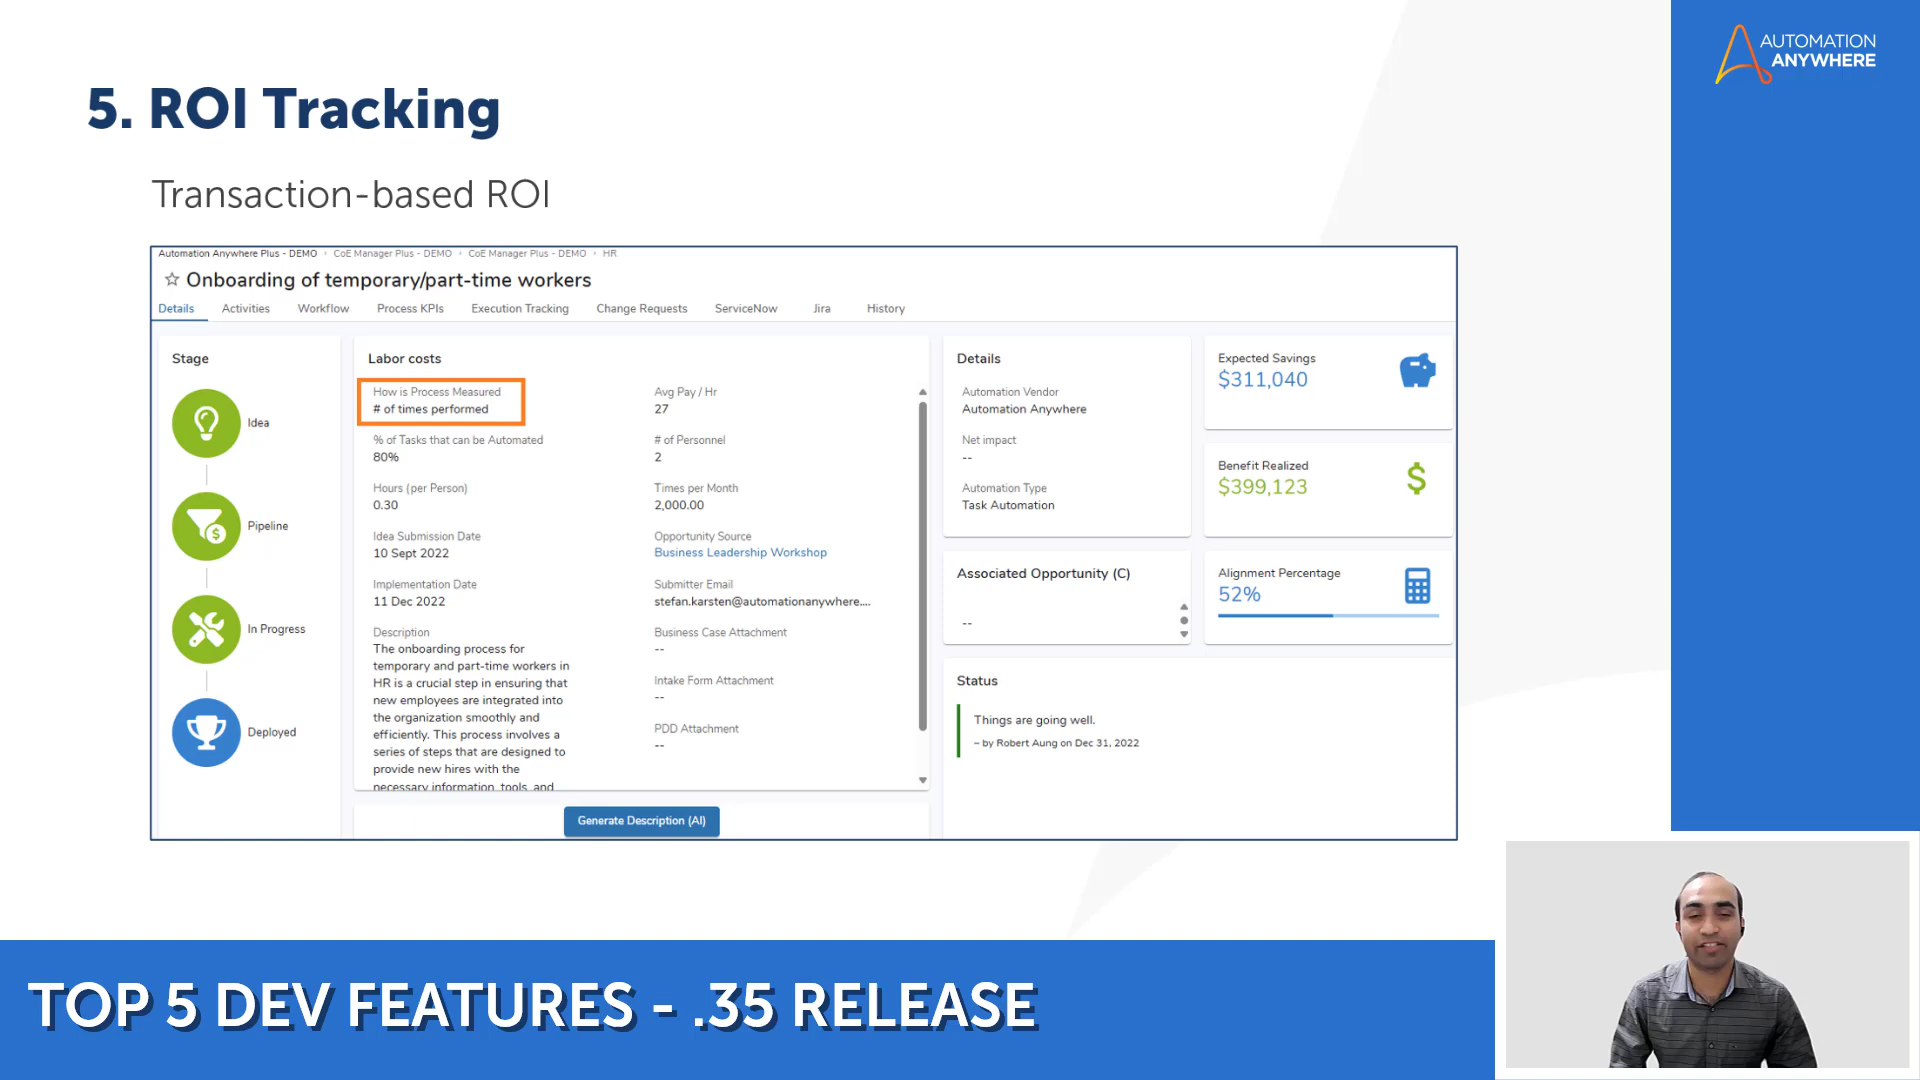 AUTOMATION
ANYWHERE
5. ROI Tracking
Transaction-based ROI
Automation Anywhere Plus - DEMO › CoE Manager Plus - DEMO › CoE Manager Plus - DEMO › HR
Onboarding of temporary/part-time workers
Details Activities Workflow Process KPIs Execution Tracking Change Requests ServiceNow Jira History
Stage
Idea
Pipeline
In Progress
Deployed
Labor costs
How is Process Measured
# of times performed
Avg Pay / Hr
27
% of Tasks that can be Automated
80%
# of Personnel
2
Hours (per Person)
0.30
Times per Month
2,000.00
Idea Submission Date
10 Sept 2022
Opportunity Source
Business Leadership Workshop
Implementation Date
11 Dec 2022
Submitter Email
stefan.karsten@automationanywhere....
Description
The onboarding process for
temporary and part-time workers in
HR is a crucial step in ensuring that
new employees are integrated into
the organization smoothly and
efficiently. This process involves a
series of steps that are designed to
provide new hires with the
necessary information, tools, and
Business Case Attachment
--
Intake Form Attachment
--
PDD Attachment
--
Generate Description (AI)
Details
Automation Vendor
Automation Anywhere
Net impact
--
Automation Type
Task Automation
Associated Opportunity (C)
--
Expected Savings
$311,040
Benefit Realized
$399,123
$
Alignment Percentage
52%
Status
Things are going well.
– by Robert Aung on Dec 31, 2022
TOP 5 DEV FEATURES - .35 RELEASE